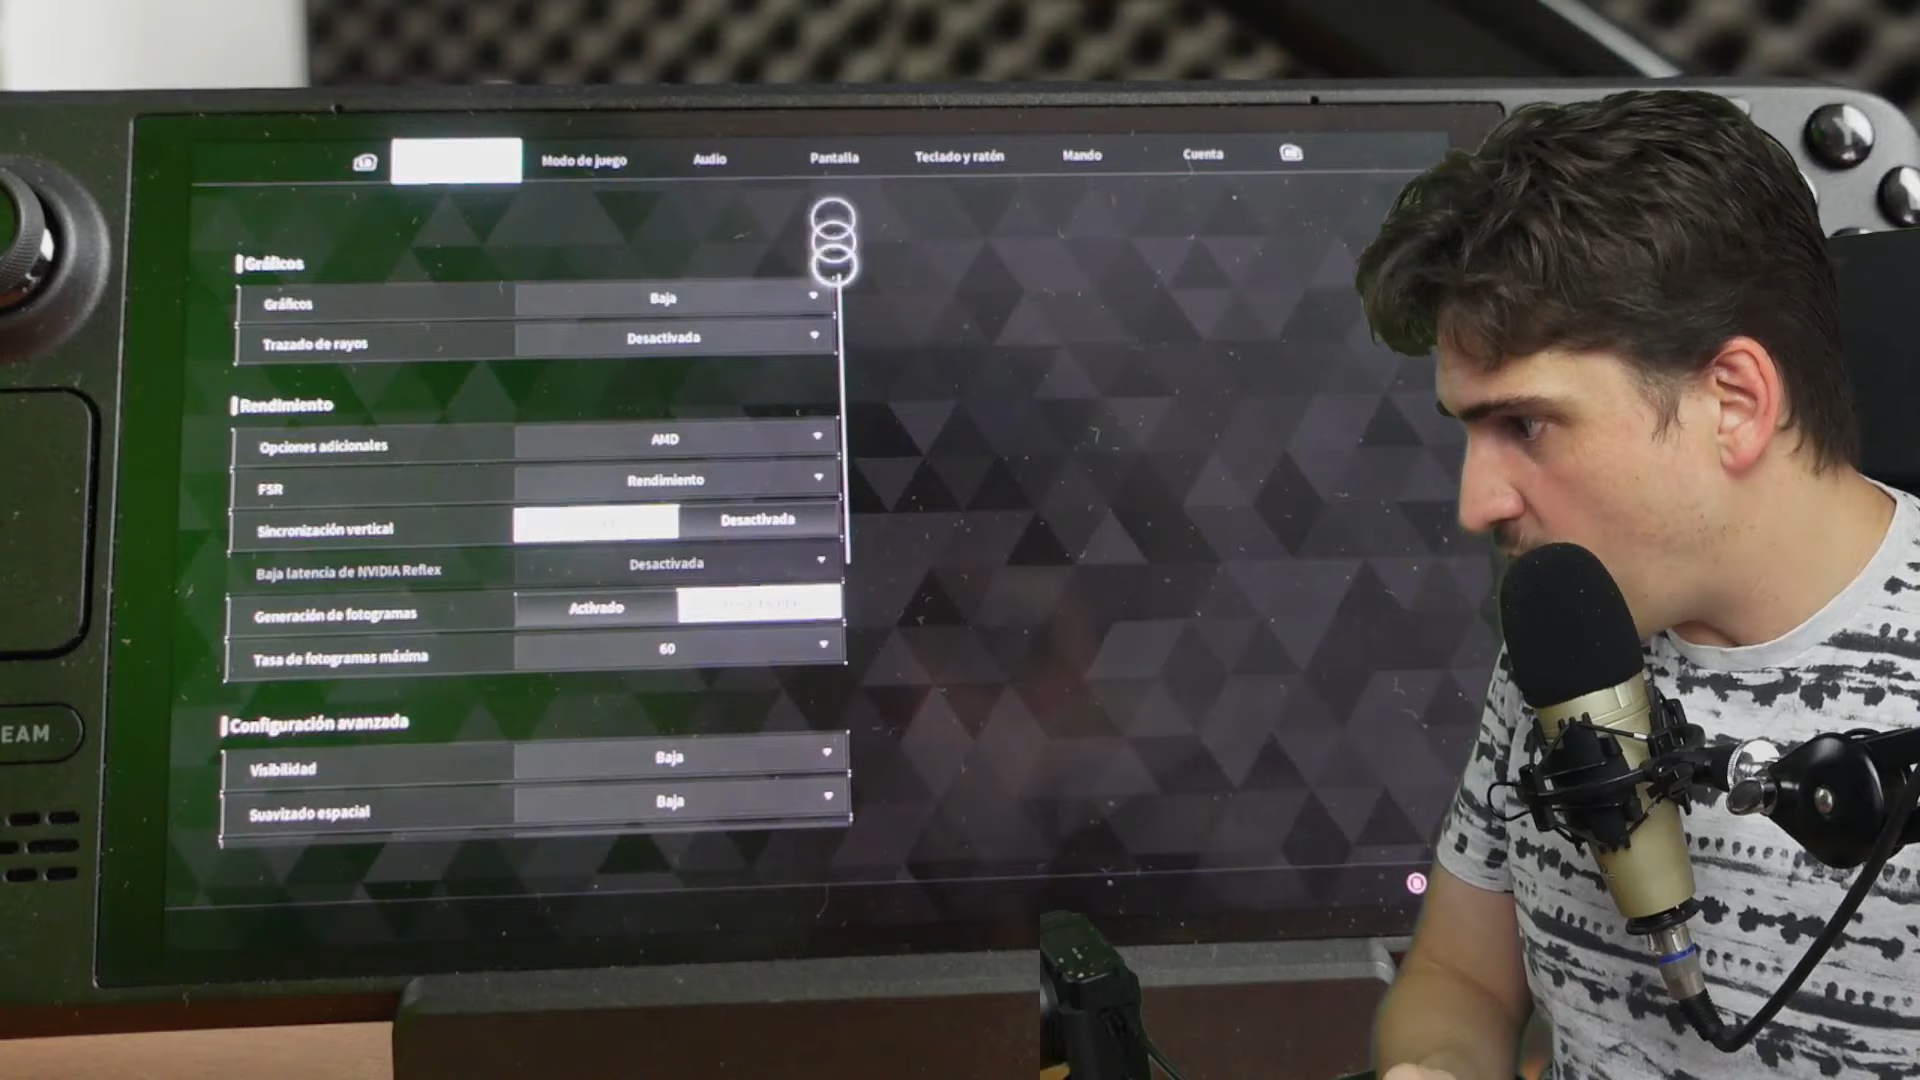 Modo de juego
Audio
Pantalla
Teclado y ratón
Mando
Cuenta
Gráficos
Gráficos Baja
Trazado de rayos Desactivada
Rendimiento
Opciones adicionales AMD
FSR Rendimiento
Sincronización vertical Desactivada
Baja latencia de NVIDIA Reflex Desactivada
Generación de fotogramas Activado
Tasa de fotogramas máxima 60
Configuración avanzada
Visibilidad Baja
Suavizado espacial Baja
EAM
B